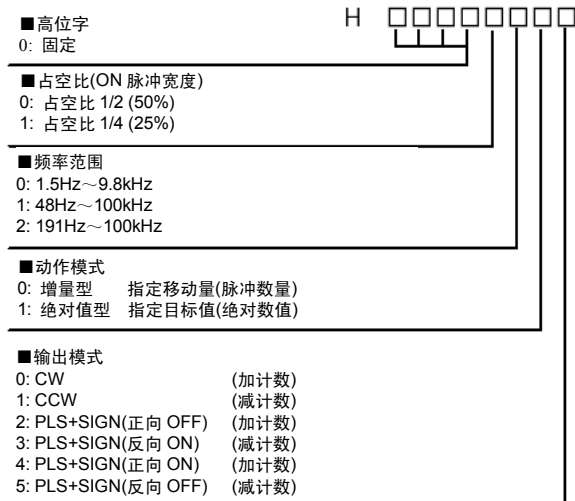 H □□□□□□□□
■高位字
0: 固定
■占空比(ON 脉冲宽度)
0: 占空比 1/2 (50%)
1: 占空比 1/4 (25%)
■频率范围
0: 1.5Hz～9.8kHz
1: 48Hz～100kHz
2: 191Hz～100kHz
■动作模式
0: 增量型 指定移动量(脉冲数量)
1: 绝对值型 指定目标值(绝对数值)
■输出模式
0: CW (加计数)
1: CCW (减计数)
2: PLS+SIGN(正向 OFF) (加计数)
3: PLS+SIGN(反向 ON) (减计数)
4: PLS+SIGN(正向 ON) (加计数)
5: PLS+SIGN(反向 OFF) (减计数)